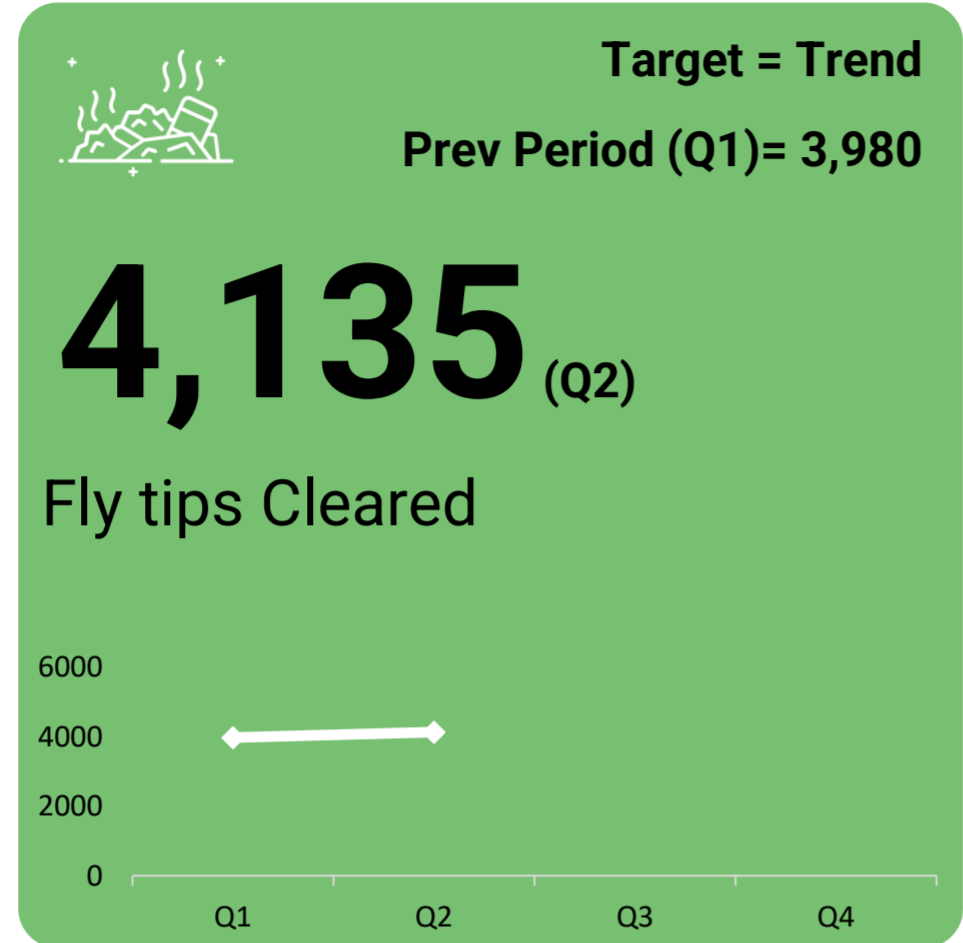 Target = Trend
Prev Period (Q1)= 3,980
4,135 (Q2)
Fly tips Cleared
6000
4000
2000
0
Q1 Q2 Q3 Q4